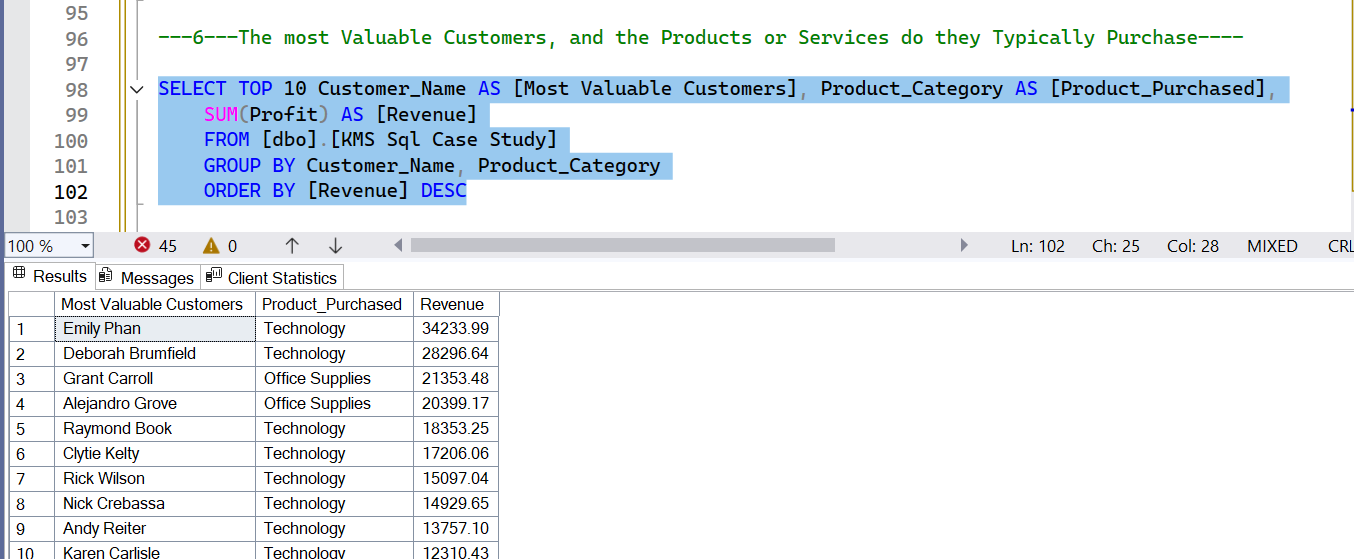 95
96 ---6---The most Valuable Customers, and the Products or Services do they Typically Purchase----
97
98 SELECT TOP 10 Customer_Name AS [Most Valuable Customers], Product_Category AS [Product_Purchased],
99 SUM(Profit) AS [Revenue]
100 FROM [dbo].[KMS Sql Case Study]
101 GROUP BY Customer_Name, Product_Category
102 ORDER BY [Revenue] DESC
103
100 % 45 0 Ln: 102 Ch: 25 Col: 28 MIXED CRL
Results Messages Client Statistics
Most Valuable Customers Product_Purchased Revenue
1 Emily Phan Technology 34233.99
2 Deborah Brumfield Technology 28296.64
3 Grant Carroll Office Supplies 21353.48
4 Alejandro Grove Office Supplies 20399.17
5 Raymond Book Technology 18353.25
6 Clytie Kelty Technology 17206.06
7 Rick Wilson Technology 15097.04
8 Nick Crebassa Technology 14929.65
9 Andy Reiter Technology 13757.10
10 Karen Carlisle Technology 12310.43